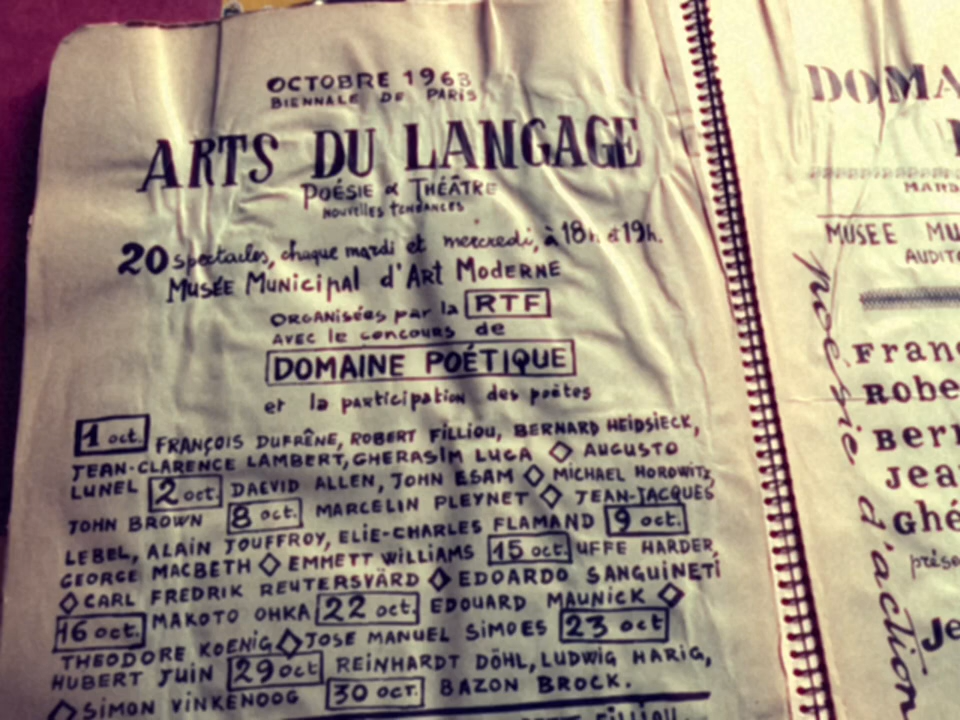 OCTOBRE 1963
BIENNALE DE PARIS
ARTS DU LANGAGE
POÉSIE & THÉÂTRE
NOUVELLES TENDANCES
20 spectacles, chaque mardi et mercredi, à 18h. et 19h.
MUSÉE MUNICIPAL d'ART MODERNE
ORGANISÉES par la RTF
AVEC le concours de
DOMAINE POÉTIQUE
et la participation des poètes
1 oct. FRANÇOIS DUFRÊNE, ROBERT FILLIOU, BERNARD HEIDSIECK,
JEAN-CLARENCE LAMBERT, GHERASIM LUCA ◇ AUGUSTO
LUNEL 2 oct. DAEVID ALLEN, JOHN ESAM ◇ MICHAEL HOROWITZ,
JOHN BROWN 8 oct. MARCELIN PLEYNET ◇ JEAN-JACQUES
LEBEL, ALAIN JOUFFROY, ELIE-CHARLES FLAMAND 9 oct.
GEORGE MACBETH ◇ EMMETT WILLIAMS 15 oct. UFFE HARDER,
◇ CARL FREDRIK REUTERSVÄRD ◇ EDOARDO SANGUINETI
16 oct. MAKOTO OHKA 22 oct. EDOUARD MAUNICK ◇
THEODORE KOENIG ◇ JOSE MANUEL SIMOES 23 oct
HUBERT JUIN 29 oct REINHARDT DÖHL, LUDWIG HARIG,
◇ SIMON VINKENOOG 30 oct. BAZON BROCK.
FILLIOU,
DOMA
MARD
MUSEE MU
AUDITO
poésie d'action
Franç
Robe
Bern
Jea
Ghé
prése
Je